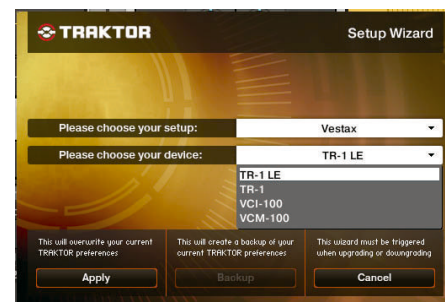 TRAKTOR
Setup Wizard
Please choose your setup:
Vestax
Please choose your device:
TR-1 LE
TR-1 LE
TR-1
VCI-100
VCM-100
This will overwrite your current
TRAKTOR preferences
This will create a backup of your
current TRAKTOR preferences
This wizard must be triggered
when upgrading or downgrading
Apply
Backup
Cancel